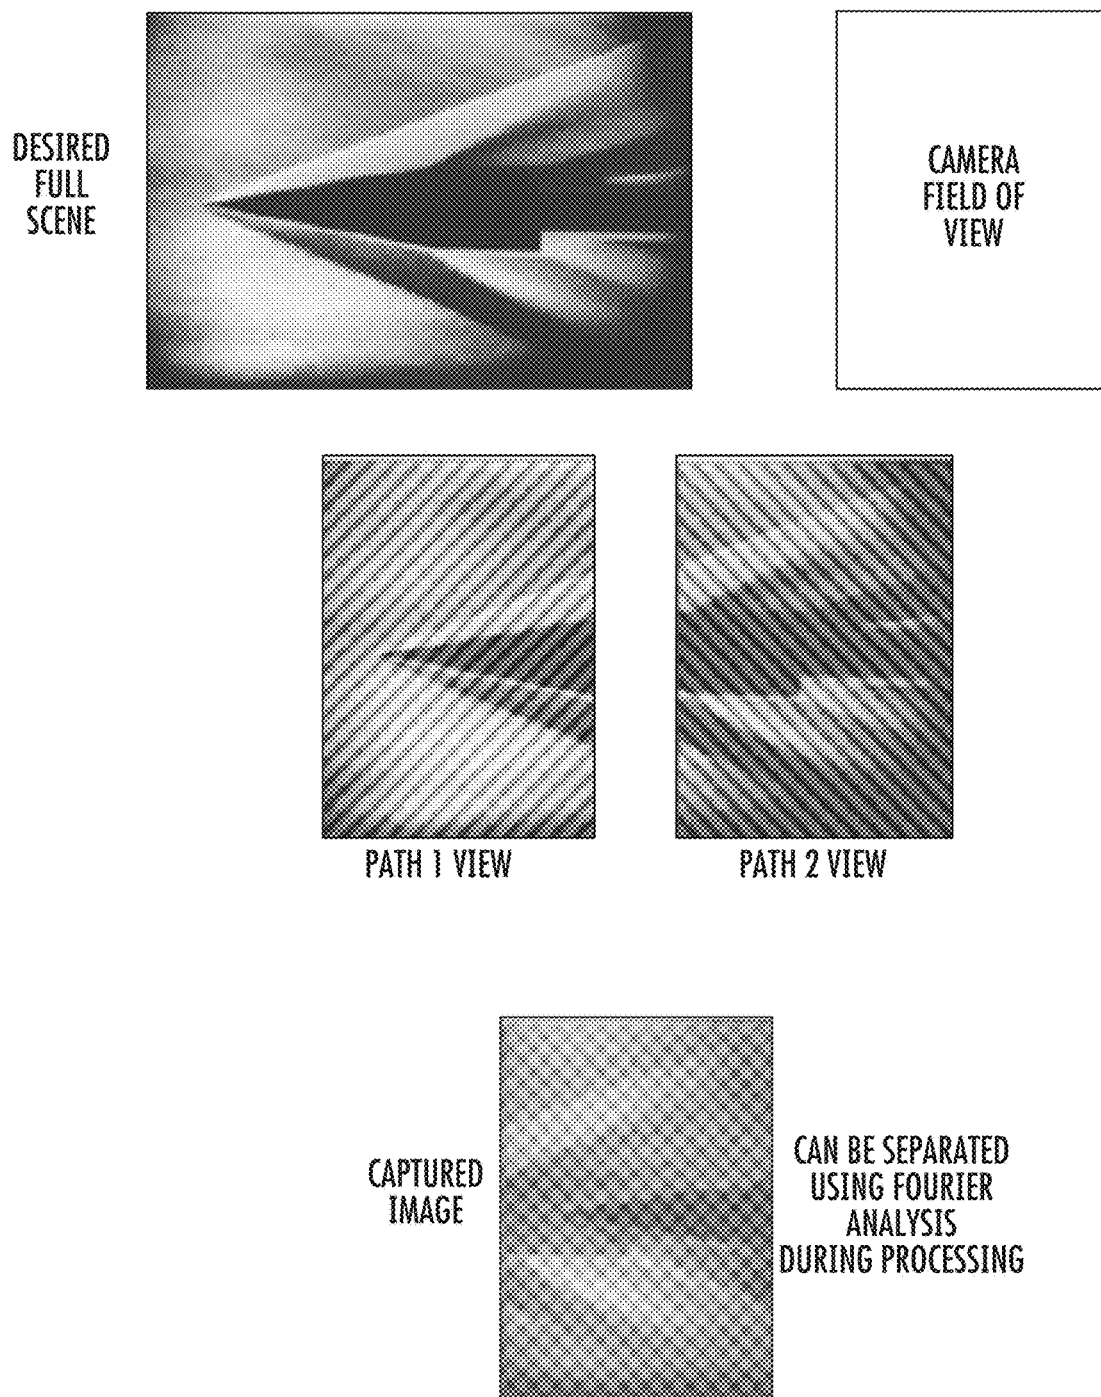 DESIRED
FULL
SCENE
CAMERA
FIELD OF
VIEW
PATH 1 VIEW
PATH 2 VIEW
CAPTURED
IMAGE
CAN BE SEPARATED
USING FOURIER
ANALYSIS
DURING PROCESSING